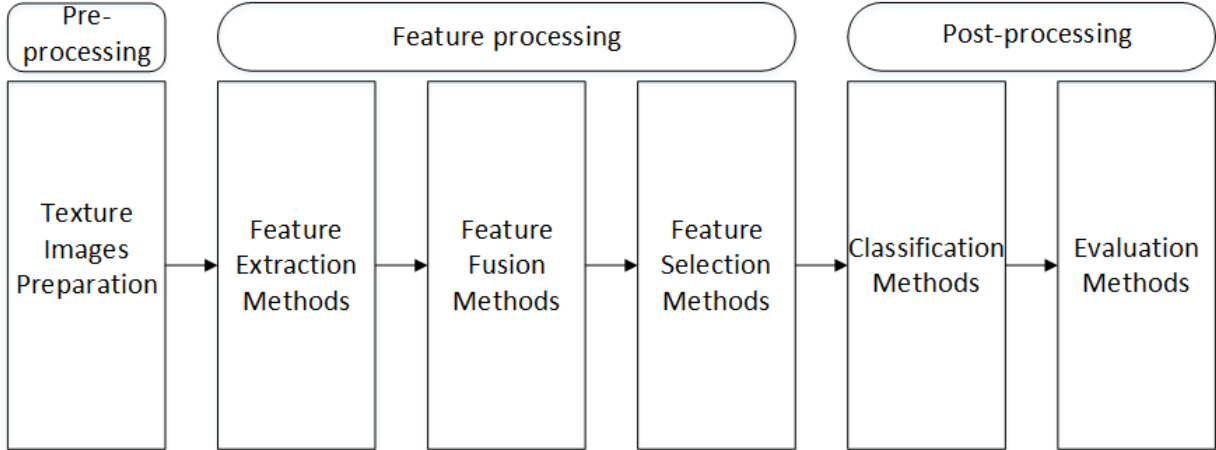 Pre-
processing
Feature processing
Post-processing
Texture
Images
Preparation
Feature
Extraction
Methods
Feature
Fusion
Methods
Feature
Selection
Methods
Classification
Methods
Evaluation
Methods